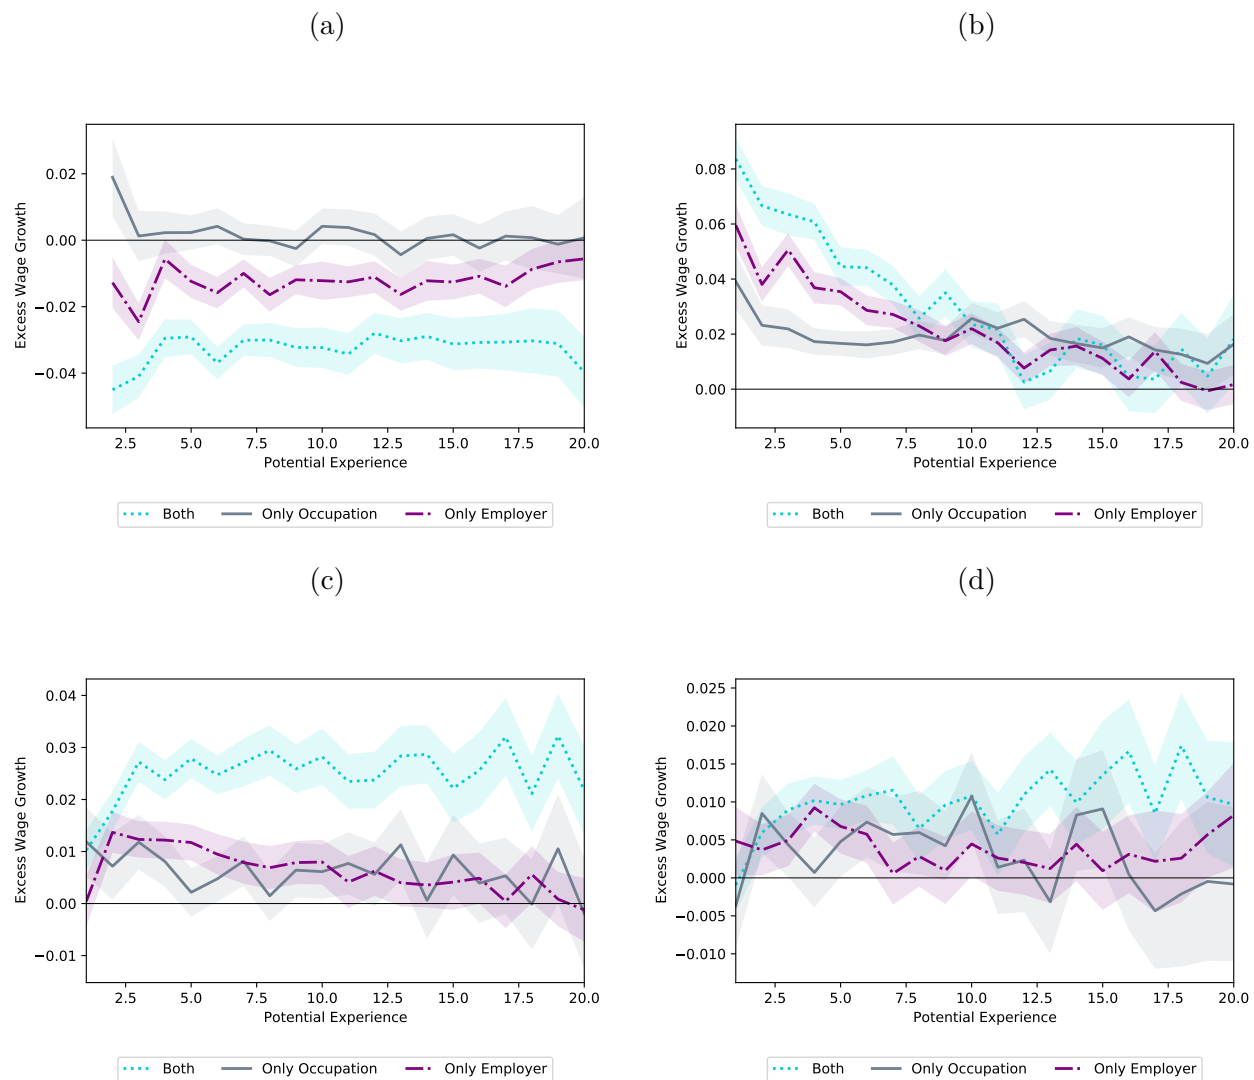 (a)
0.02
0.00
−0.02
−0.04
Excess Wage Growth
2.5 5.0 7.5 10.0 12.5 15.0 17.5 20.0
Potential Experience
Both Only Occupation Only Employer
(b)
0.08
0.06
0.04
0.02
0.00
Excess Wage Growth
2.5 5.0 7.5 10.0 12.5 15.0 17.5 20.0
Potential Experience
Both Only Occupation Only Employer
(c)
0.04
0.03
0.02
0.01
0.00
−0.01
Excess Wage Growth
2.5 5.0 7.5 10.0 12.5 15.0 17.5 20.0
Potential Experience
Both Only Occupation Only Employer
(d)
0.025
0.020
0.015
0.010
0.005
0.000
−0.005
−0.010
Excess Wage Growth
2.5 5.0 7.5 10.0 12.5 15.0 17.5 20.0
Potential Experience
Both Only Occupation Only Employer